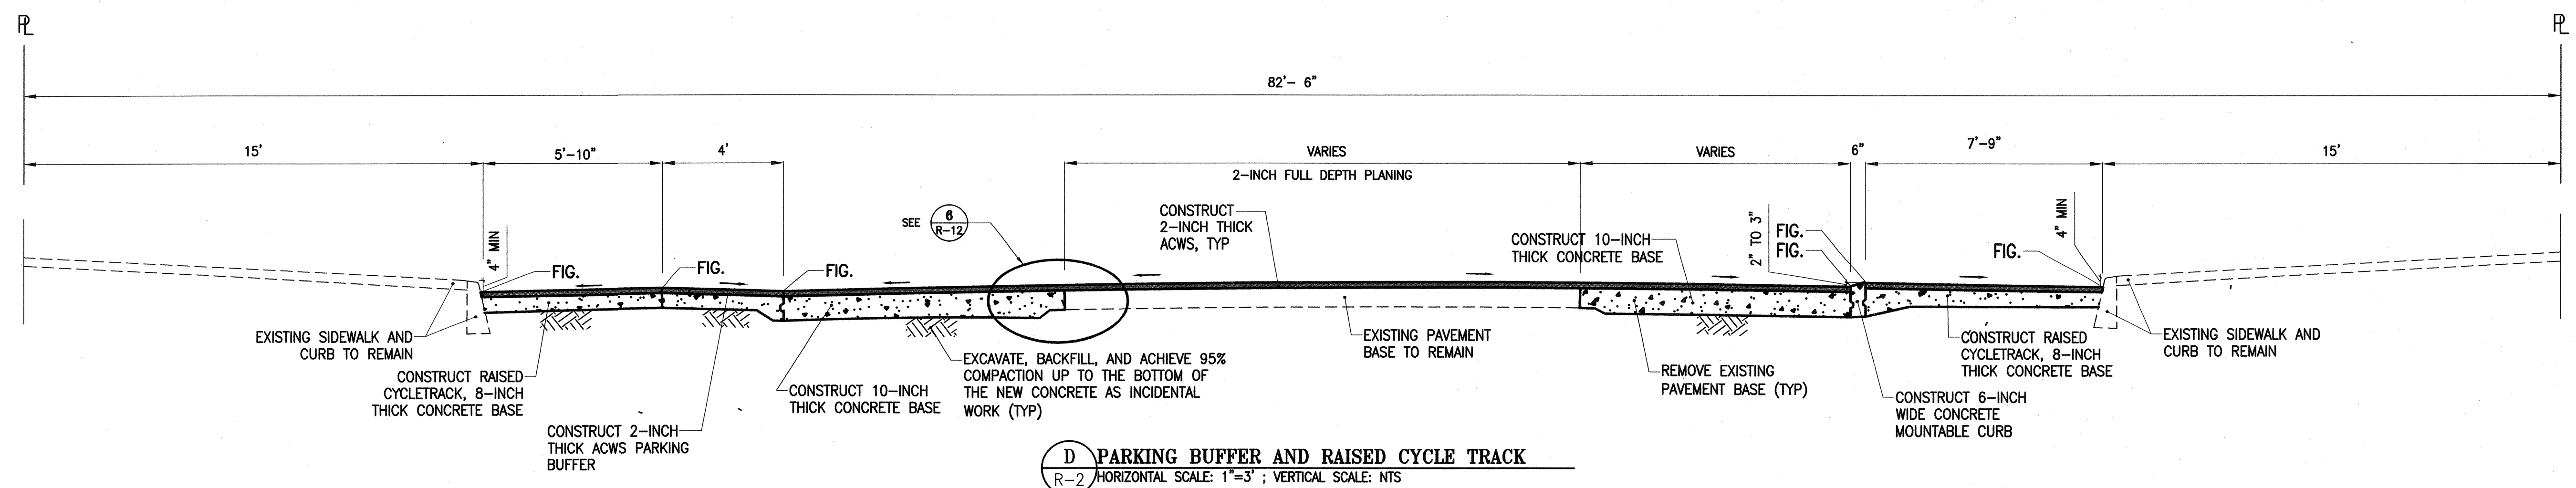 PL
PL
82'- 6"
15'
5'-10"
4'
VARIES
2-INCH FULL DEPTH PLANING
VARIES
6"
7'-9"
15'
4" MIN
FIG.
FIG.
FIG.
SEE
6
R-12
CONSTRUCT
2-INCH THICK
ACWS, TYP
CONSTRUCT 10-INCH
THICK CONCRETE BASE
2" TO 3"
FIG.
FIG.
FIG.
4" MIN
EXISTING SIDEWALK AND
CURB TO REMAIN
CONSTRUCT RAISED
CYCLETRACK, 8-INCH
THICK CONCRETE BASE
CONSTRUCT 2-INCH
THICK ACWS PARKING
BUFFER
CONSTRUCT 10-INCH
THICK CONCRETE BASE
EXCAVATE, BACKFILL, AND ACHIEVE 95%
COMPACTION UP TO THE BOTTOM OF
THE NEW CONCRETE AS INCIDENTAL
WORK (TYP)
EXISTING PAVEMENT
BASE TO REMAIN
REMOVE EXISTING
PAVEMENT BASE (TYP)
CONSTRUCT 6-INCH
WIDE CONCRETE
MOUNTABLE CURB
CONSTRUCT RAISED
CYCLETRACK, 8-INCH
THICK CONCRETE BASE
EXISTING SIDEWALK AND
CURB TO REMAIN
D
R-2
PARKING BUFFER AND RAISED CYCLE TRACK
HORIZONTAL SCALE: 1"=3' ; VERTICAL SCALE: NTS